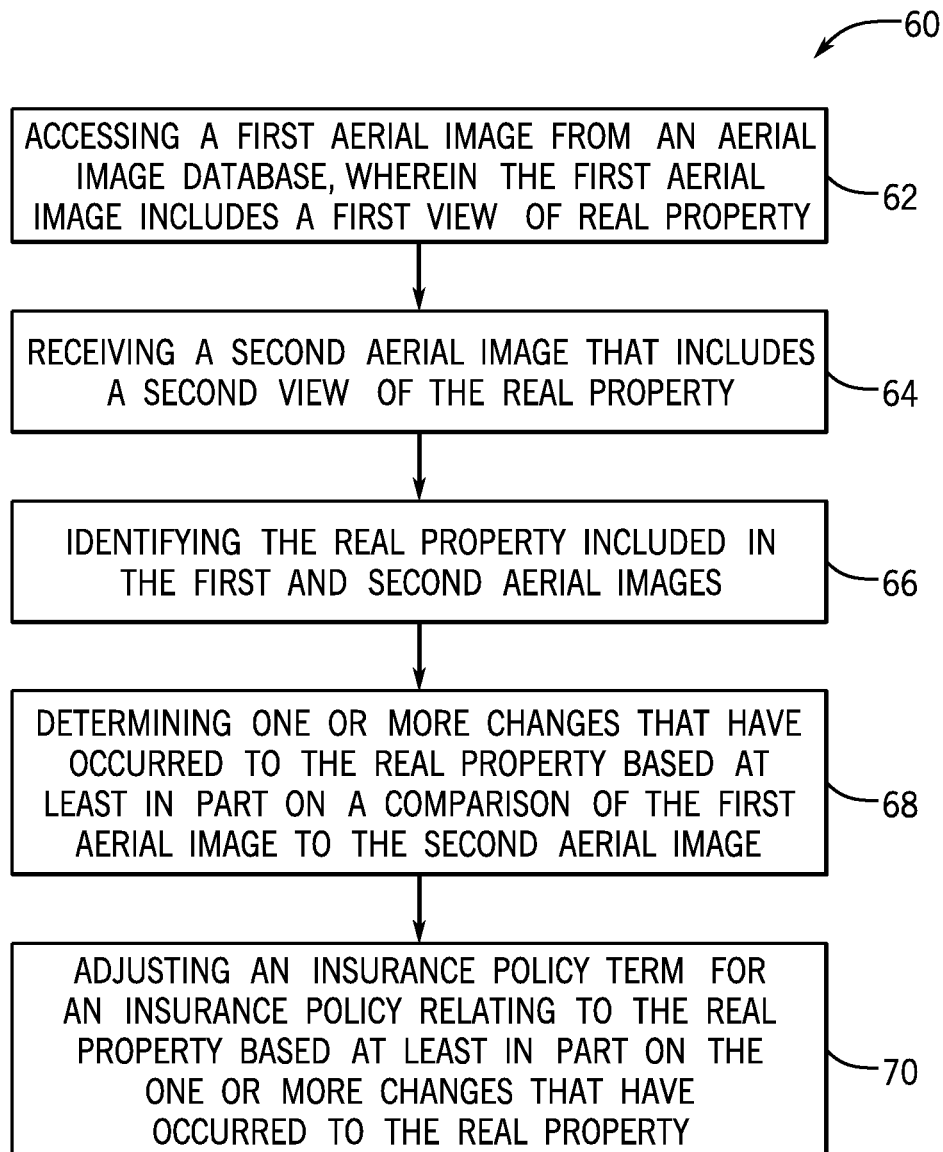 60
ACCESSING A FIRST AERIAL IMAGE FROM AN AERIAL
IMAGE DATABASE, WHEREIN THE FIRST AERIAL
IMAGE INCLUDES A FIRST VIEW OF REAL PROPERTY
62
RECEIVING A SECOND AERIAL IMAGE THAT INCLUDES
A SECOND VIEW OF THE REAL PROPERTY
64
IDENTIFYING THE REAL PROPERTY INCLUDED IN
THE FIRST AND SECOND AERIAL IMAGES
66
DETERMINING ONE OR MORE CHANGES THAT HAVE
OCCURRED TO THE REAL PROPERTY BASED AT
LEAST IN PART ON A COMPARISON OF THE FIRST
AERIAL IMAGE TO THE SECOND AERIAL IMAGE
68
ADJUSTING AN INSURANCE POLICY TERM FOR
AN INSURANCE POLICY RELATING TO THE REAL
PROPERTY BASED AT LEAST IN PART ON THE
ONE OR MORE CHANGES THAT HAVE
OCCURRED TO THE REAL PROPERTY
70